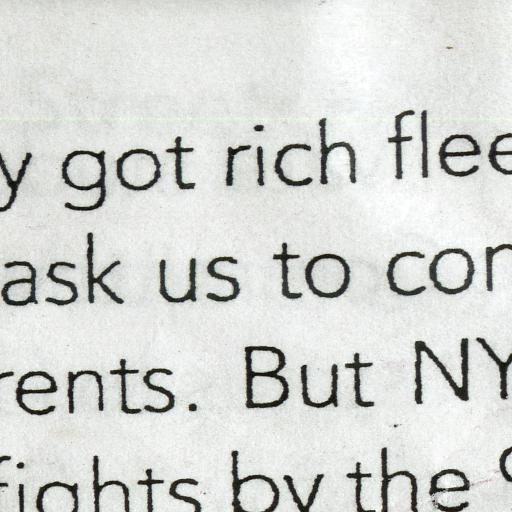 y got rich flee
ask us to con
rents. But NY
fights by the